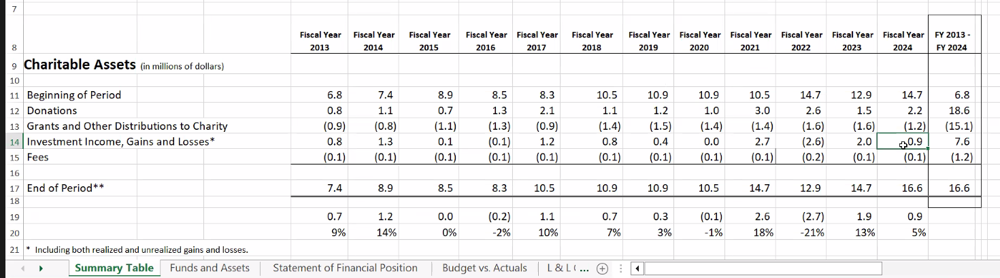 7
Fiscal Year Fiscal Year Fiscal Year Fiscal Year Fiscal Year Fiscal Year Fiscal Year Fiscal Year Fiscal Year Fiscal Year Fiscal Year Fiscal Year FY 2013 -
8 2013 2014 2015 2016 2017 2018 2019 2020 2021 2022 2023 2024 FY 2024
9 Charitable Assets (in millions of dollars)
10
11 Beginning of Period 6.8 7.4 8.9 8.5 8.3 10.5 10.9 10.9 10.5 14.7 12.9 14.7 6.8
12 Donations 0.8 1.1 0.7 1.3 2.1 1.1 1.2 1.0 3.0 2.6 1.5 2.2 18.6
13 Grants and Other Distributions to Charity (0.9) (0.8) (1.1) (1.3) (0.9) (1.4) (1.5) (1.4) (1.4) (1.6) (1.6) (1.2) (15.1)
14 Investment Income, Gains and Losses* 0.8 1.3 0.1 (0.1) 1.2 0.8 0.4 0.0 2.7 (2.6) 2.0 0.9 7.6
15 Fees (0.1) (0.1) (0.1) (0.1) (0.1) (0.1) (0.1) (0.1) (0.1) (0.2) (0.1) (0.1) (1.2)
16
17 End of Period** 7.4 8.9 8.5 8.3 10.5 10.9 10.9 10.5 14.7 12.9 14.7 16.6 16.6
18
19 0.7 1.2 0.0 (0.2) 1.1 0.7 0.3 (0.1) 2.6 (2.7) 1.9 0.9
20 9% 14% 0% -2% 10% 7% 3% -1% 18% -21% 13% 5%
21 * Including both realized and unrealized gains and losses.
Summary Table Funds and Assets Statement of Financial Position Budget vs. Actuals L & L ...